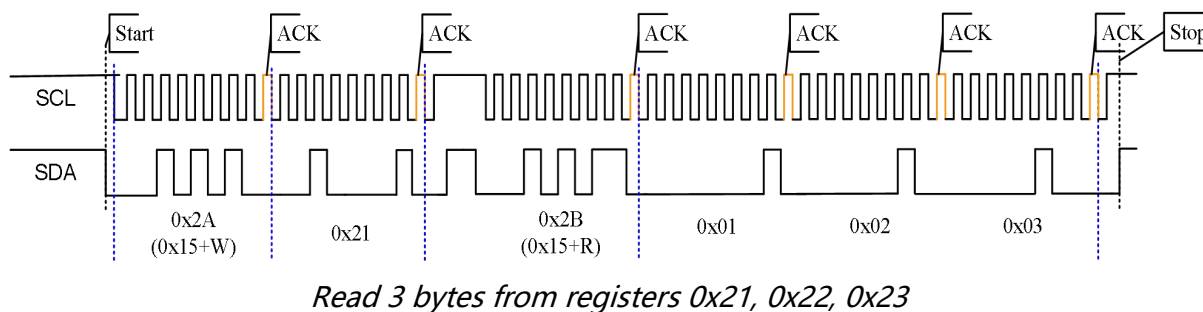 Start ACK ACK ACK ACK ACK ACK Stop
SCL
SDA
0x2A 0x21 0x2B 0x01 0x02 0x03
(0x15+W) (0x15+R)
Read 3 bytes from registers 0x21, 0x22, 0x23